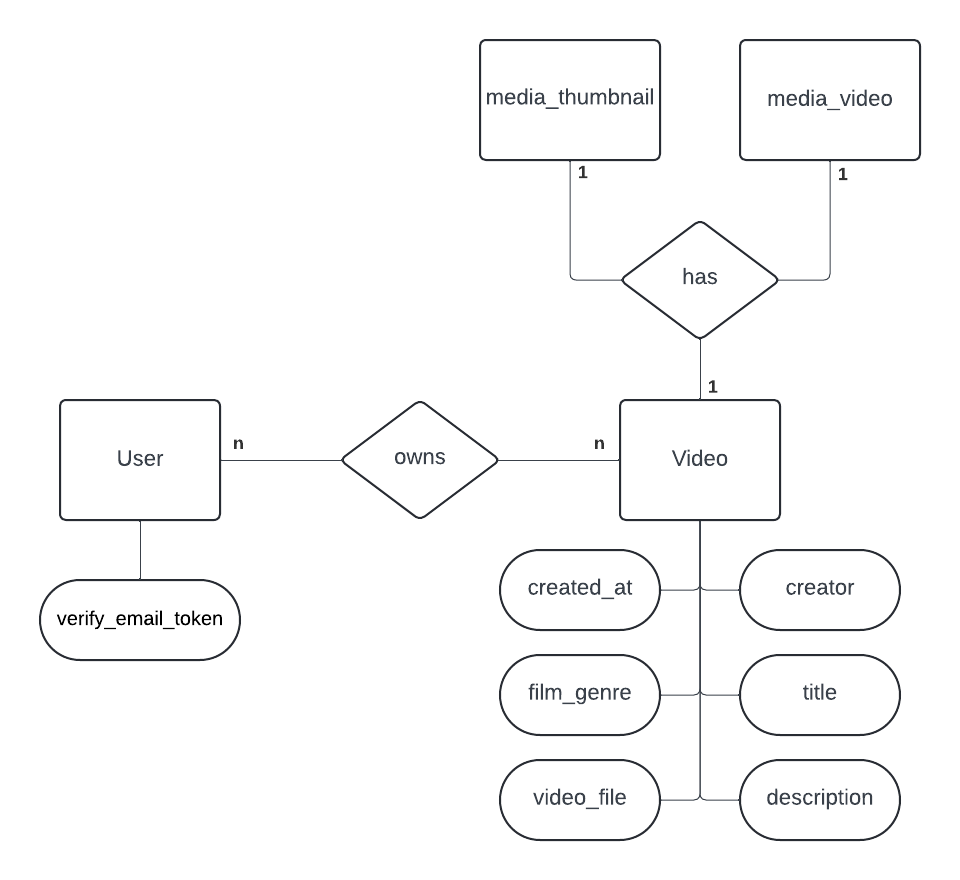 media_thumbnail
media_video
1
1
has
1
User
n
owns
n
Video
verify_email_token
created_at
creator
film_genre
title
video_file
description